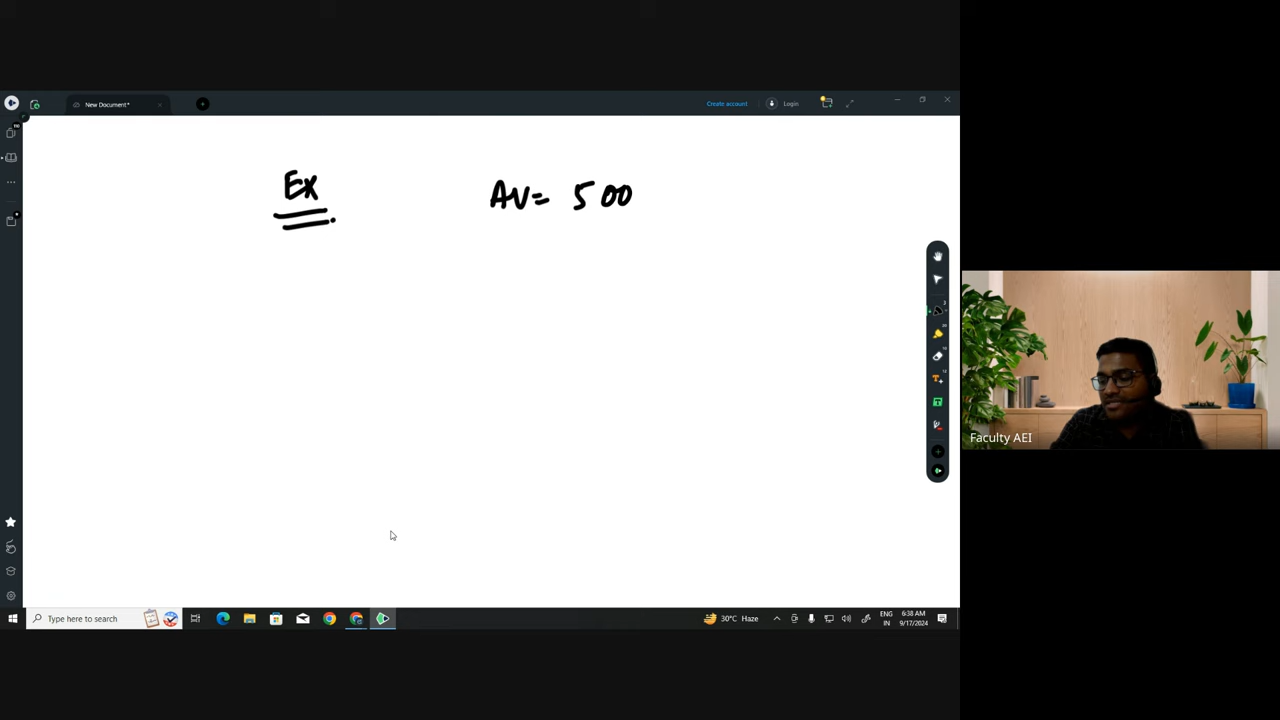 New Document*
Create account
Login
Ex
AV= 500
Faculty AEI
Type here to search
30°C Haze
ENG
IN
6:38 AM
9/17/2024